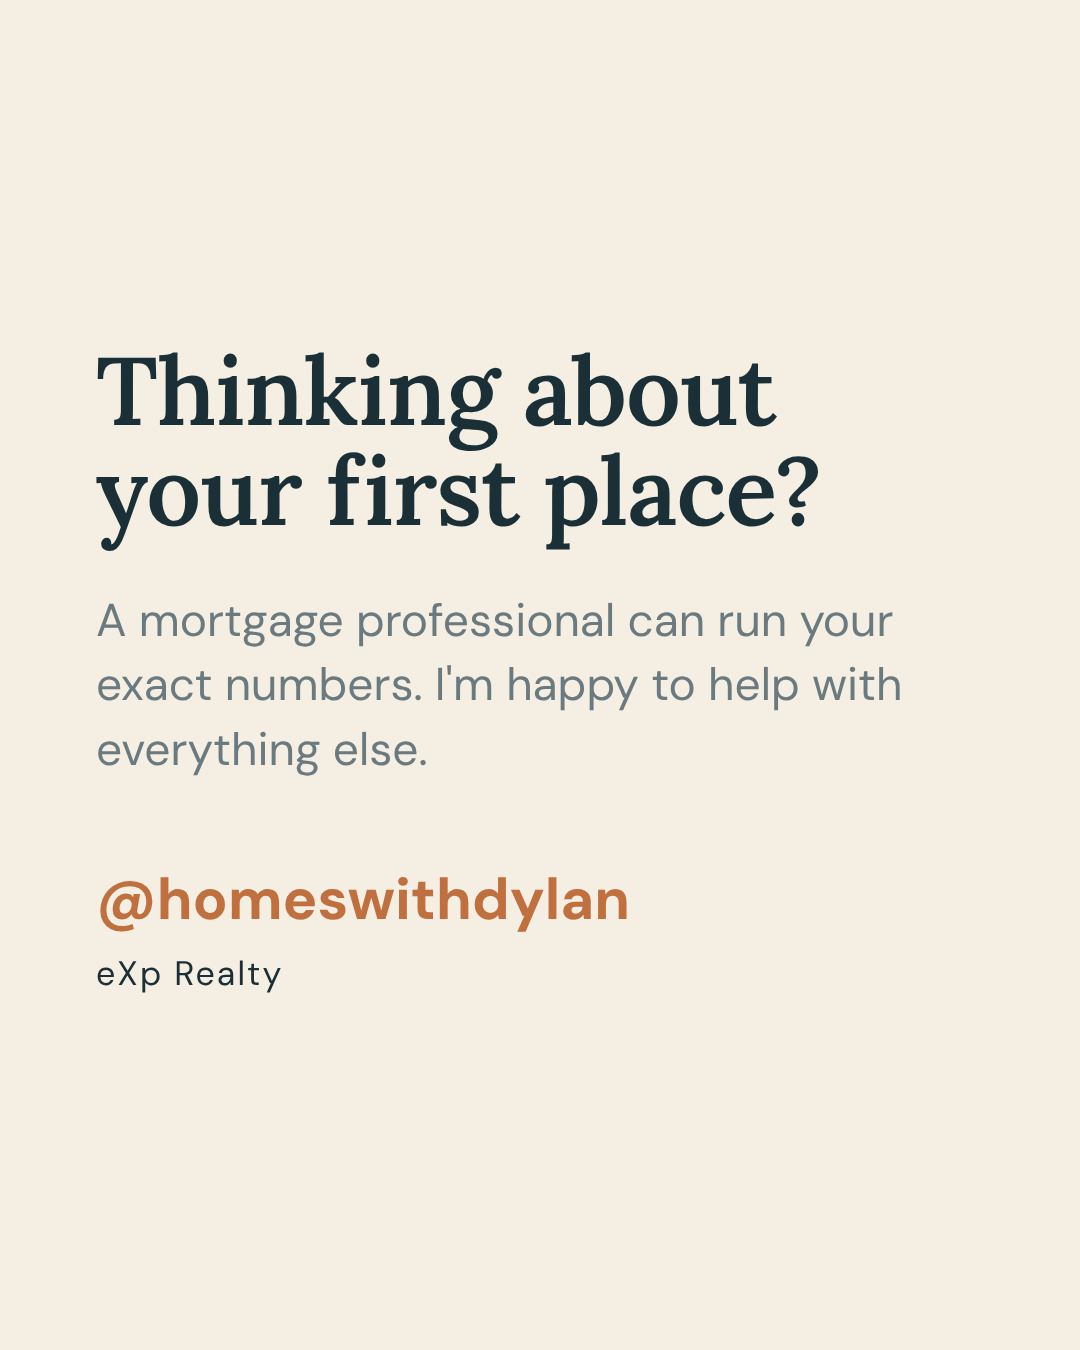 Thinking about
your first place?
A mortgage professional can run your
exact numbers. I'm happy to help with
everything else.
@homeswithdylan
eXp Realty